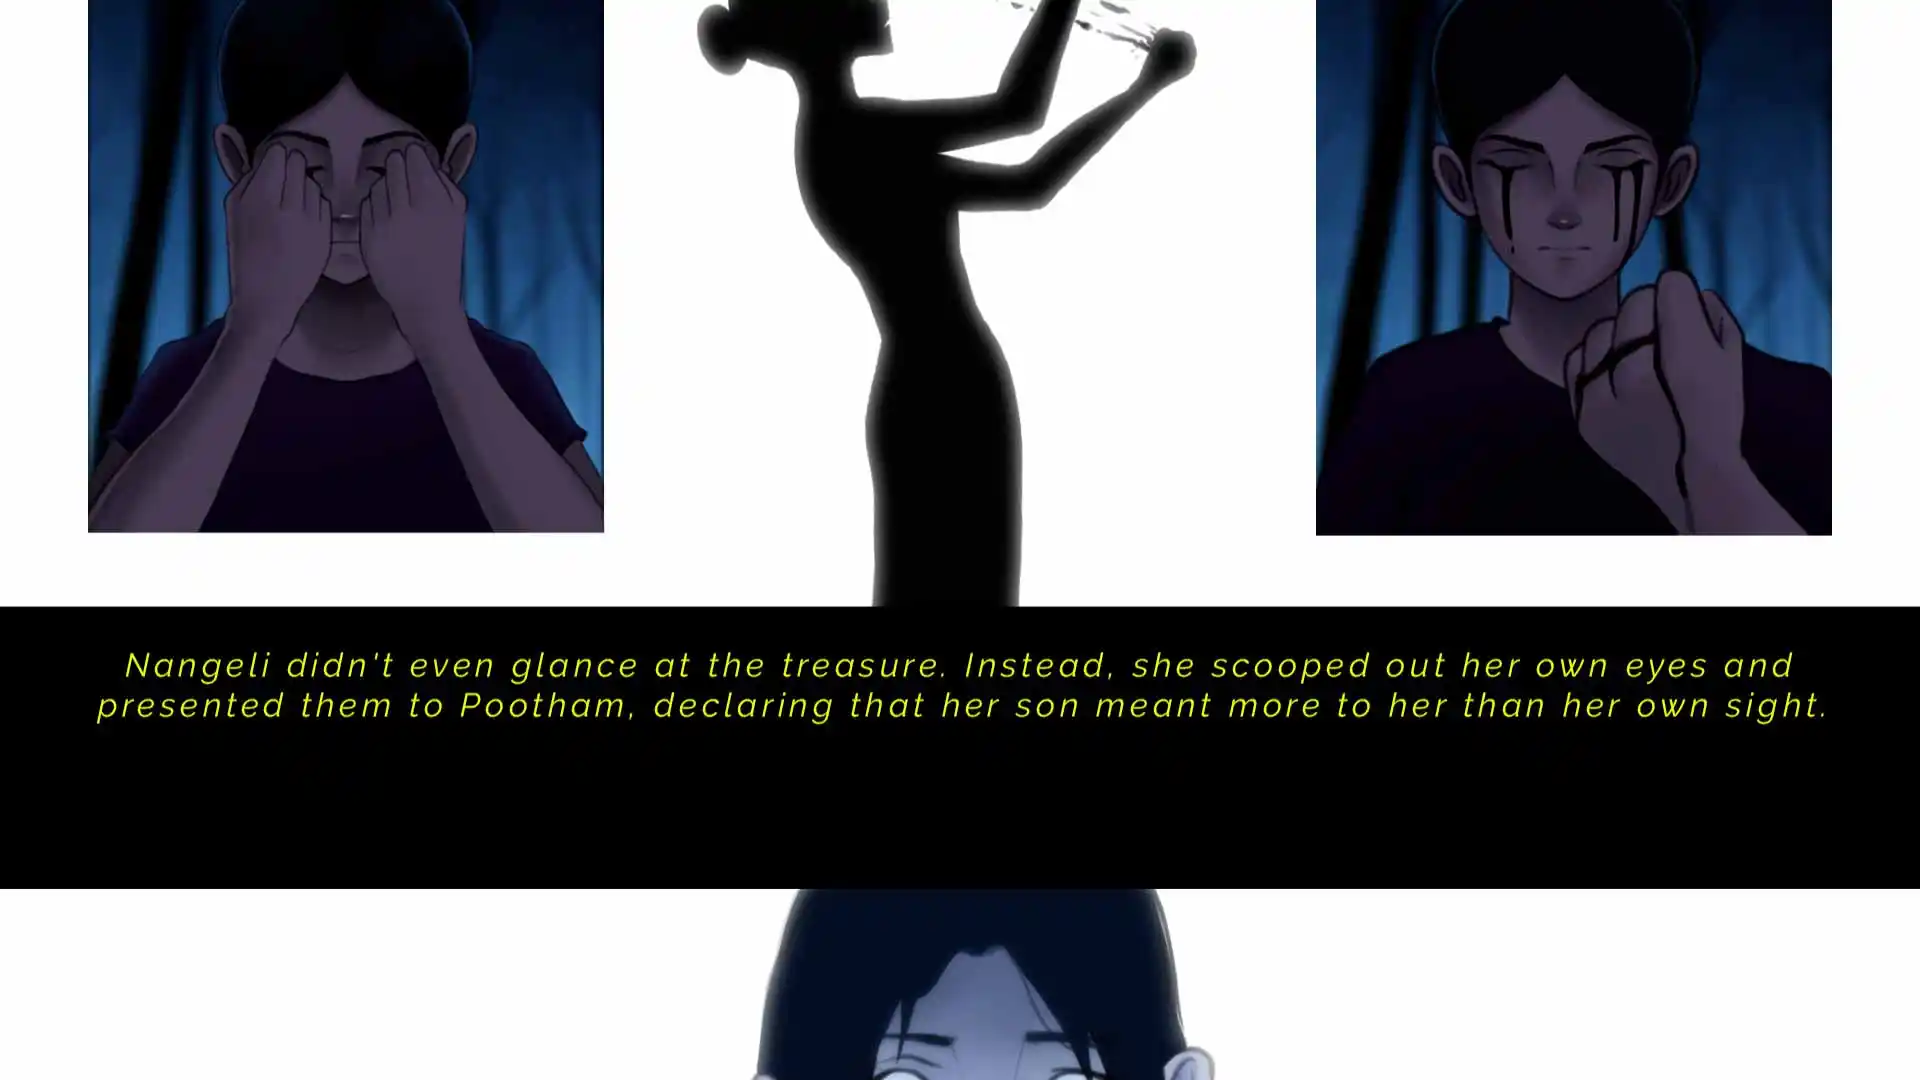 Nangeli didn't even glance at the treasure. Instead, she scooped out her own eyes and
presented them to Pootham, declaring that her son meant more to her than her own sight.